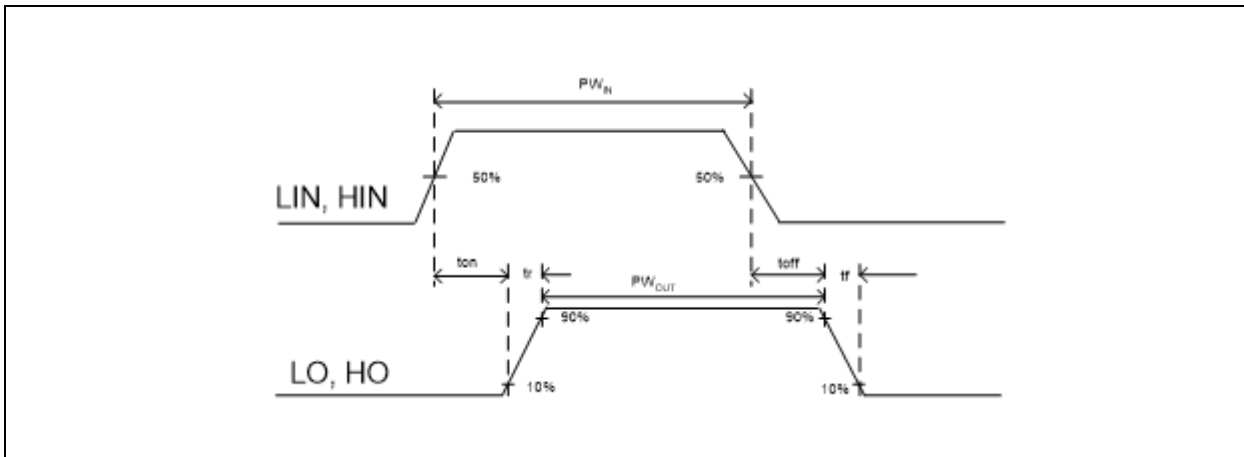 PW_IN
50% 50%
LIN, HIN
ton tr toff tf
PW_OUT
90% 90%
LO, HO
10% 10%